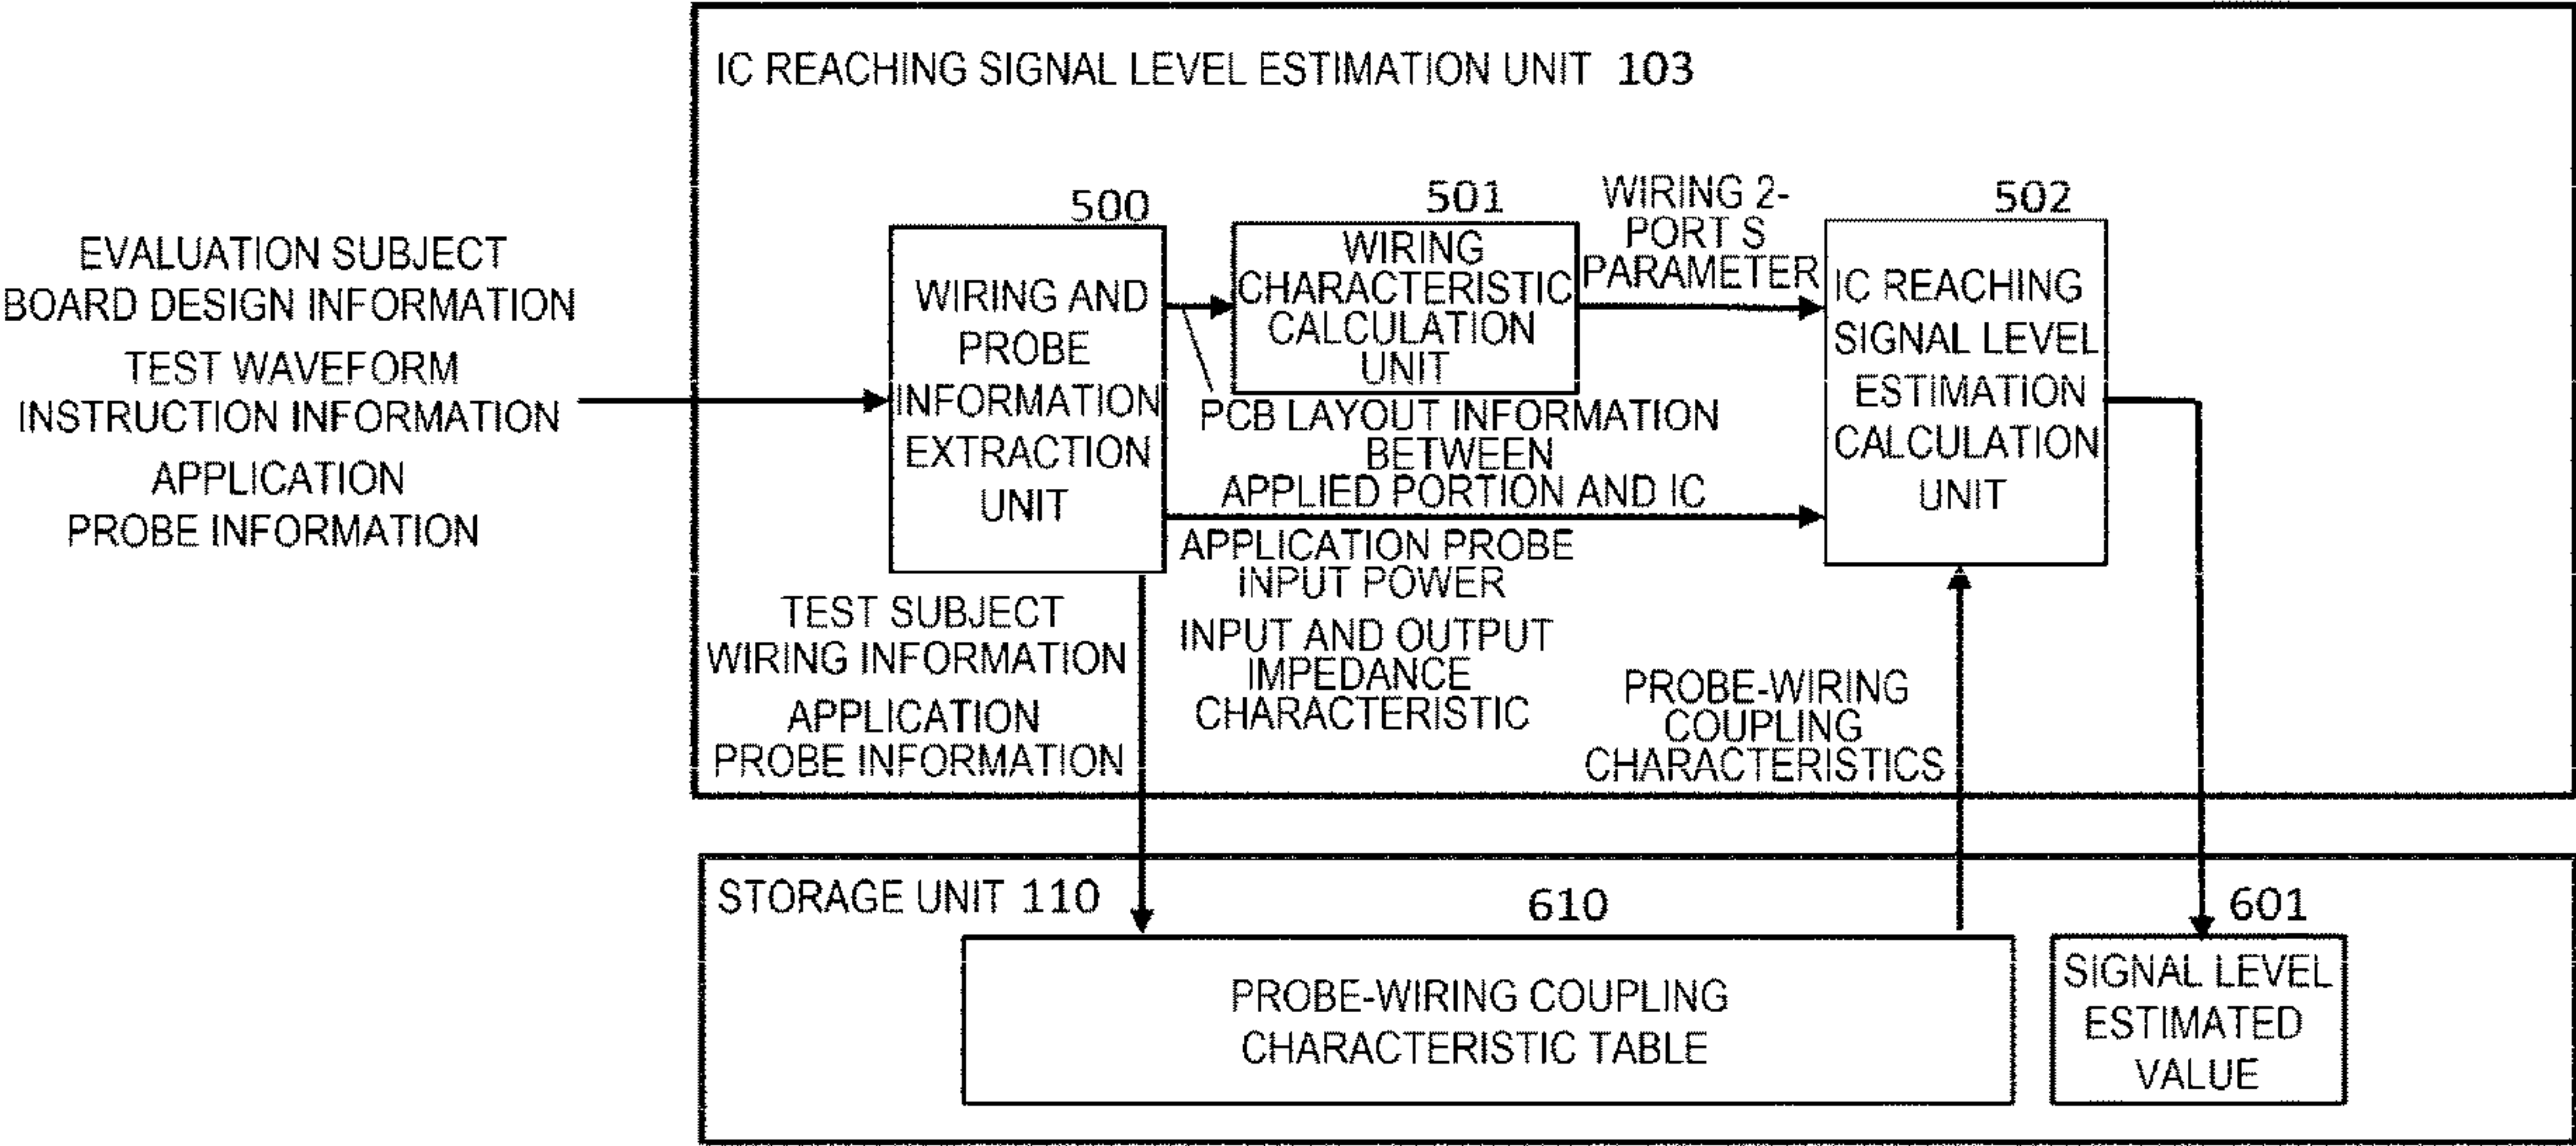 IC REACHING SIGNAL LEVEL ESTIMATION UNIT 103
EVALUATION SUBJECT
BOARD DESIGN INFORMATION
TEST WAVEFORM
INSTRUCTION INFORMATION
APPLICATION
PROBE INFORMATION
500
WIRING AND
PROBE
INFORMATION
EXTRACTION
UNIT
501
WIRING
CHARACTERISTIC
CALCULATION
UNIT
WIRING 2-
PORT S
PARAMETER
502
IC REACHING
SIGNAL LEVEL
ESTIMATION
CALCULATION
UNIT
PCB LAYOUT INFORMATION
BETWEEN
APPLIED PORTION AND IC
APPLICATION PROBE
INPUT POWER
INPUT AND OUTPUT
IMPEDANCE
CHARACTERISTIC
TEST SUBJECT
WIRING INFORMATION
APPLICATION
PROBE INFORMATION
PROBE-WIRING
COUPLING
CHARACTERISTICS
STORAGE UNIT 110
610
PROBE-WIRING COUPLING
CHARACTERISTIC TABLE
601
SIGNAL LEVEL
ESTIMATED
VALUE